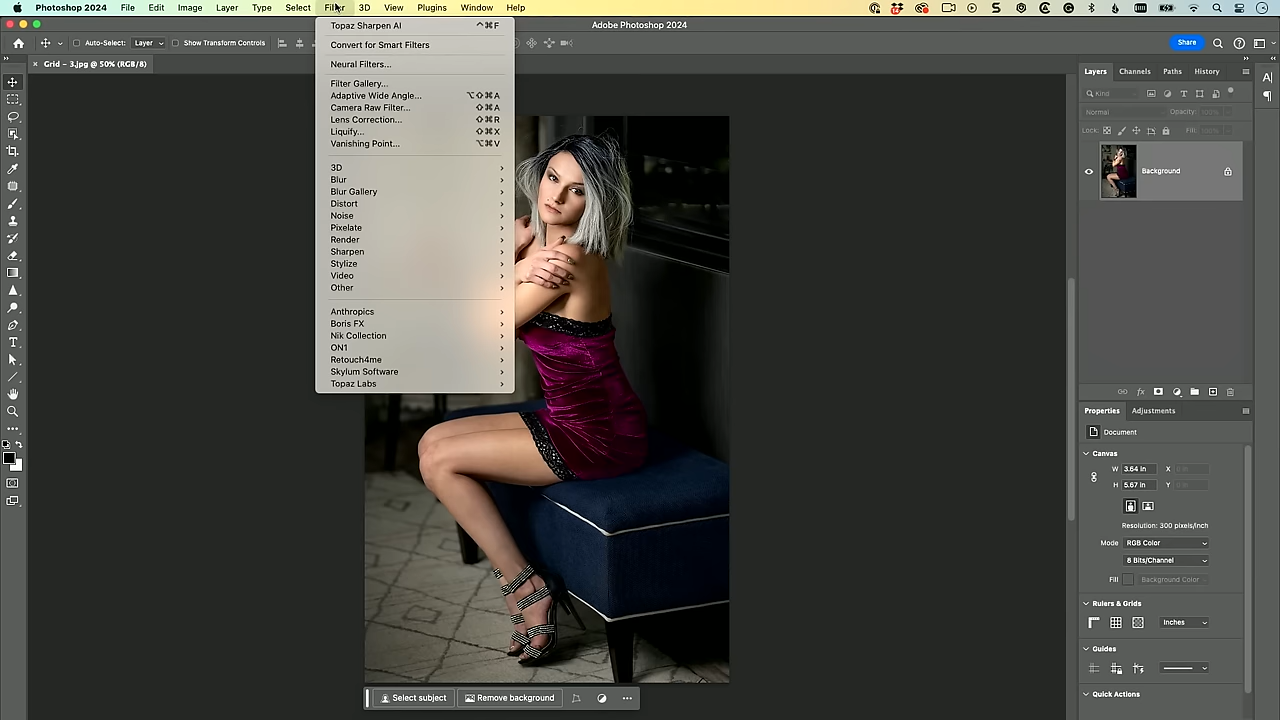 Photoshop 2024 File Edit Image Layer Type Select Filter 3D View Plugins Window Help
Adobe Photoshop 2024
Auto-Select: Layer Show Transform Controls
Share
Grid – 3.jpg @ 50% (RGB/8)
Topaz Sharpen AI ⌃⌘F
Convert for Smart Filters
Neural Filters...
Filter Gallery...
Adaptive Wide Angle... ⌥⇧⌘A
Camera Raw Filter... ⇧⌘A
Lens Correction... ⇧⌘R
Liquify... ⇧⌘X
Vanishing Point... ⌥⌘V
3D
Blur
Blur Gallery
Distort
Noise
Pixelate
Render
Sharpen
Stylize
Video
Other
Anthropics
Boris FX
Nik Collection
ON1
Retouch4me
Skylum Software
Topaz Labs
Select subject Remove background
Layers Channels Paths History
Kind
Normal Opacity:
Lock: Fill:
Background
Properties Adjustments
Document
Canvas
W 3.64 in X
H 5.67 in Y
Resolution: 300 pixels/inch
Mode RGB Color
8 Bits/Channel
Fill Background Color
Rulers & Grids
Inches
Guides
Quick Actions